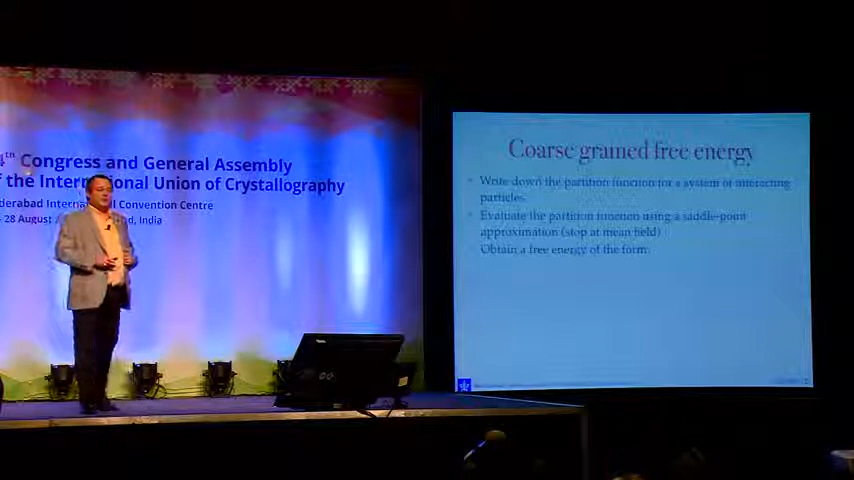 4th Congress and General Assembly
f the International Union of Crystallography
derabad International Convention Centre
- 28 August ad, India
Coarse grained free energy
Write down the partition function for a system of interacting
particles.
Evaluate the partition function using a saddle-point
approximation (stop at mean field)
Obtain a free energy of the form: